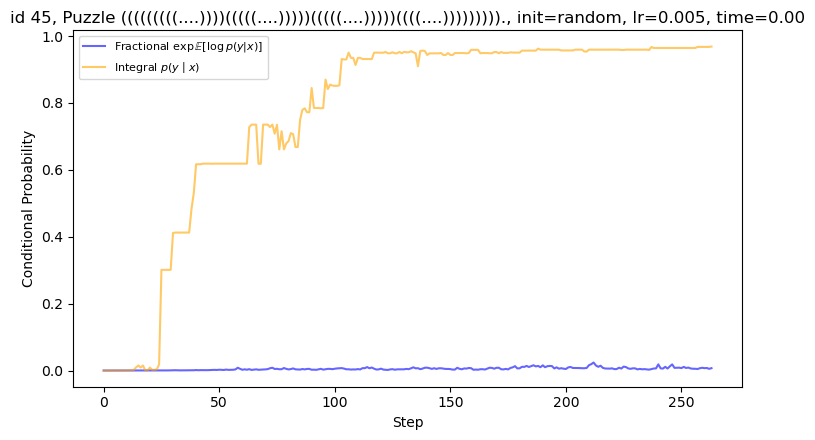 id 45, Puzzle (((((((((....))))(((((....)))))(((((....)))))((((....)))))))))., init=random, lr=0.005, time=0.00
Fractional exp𝔼[log p(y|x)]
Integral p(y | x)
Conditional Probability
1.0
0.8
0.6
0.4
0.2
0.0
0 50 100 150 200 250
Step